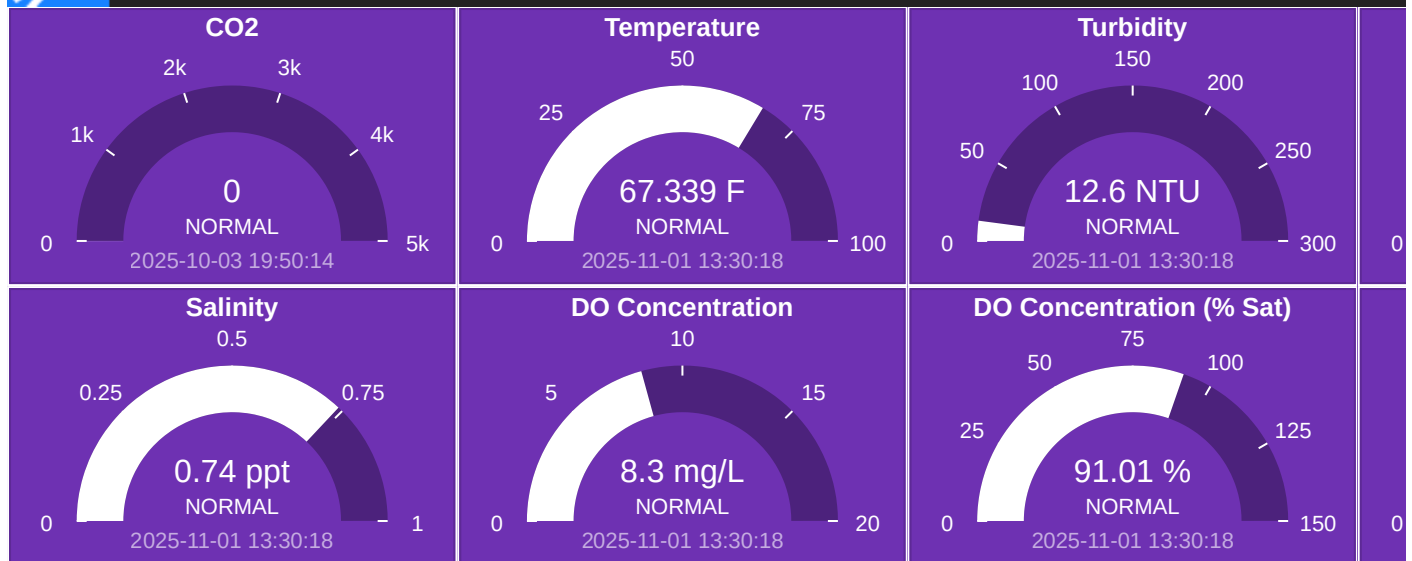 CO2
2k
3k
1k
4k
0
NORMAL
0
5k
2025-10-03 19:50:14
Temperature
50
25
75
67.339 F
NORMAL
0
100
2025-11-01 13:30:18
Turbidity
150
100
200
50
250
12.6 NTU
NORMAL
0
300
2025-11-01 13:30:18
0
Salinity
0.5
0.25
0.75
0.74 ppt
NORMAL
0
1
2025-11-01 13:30:18
DO Concentration
10
5
15
8.3 mg/L
NORMAL
0
20
2025-11-01 13:30:18
DO Concentration (% Sat)
75
50
100
25
125
91.01 %
NORMAL
0
150
2025-11-01 13:30:18
0